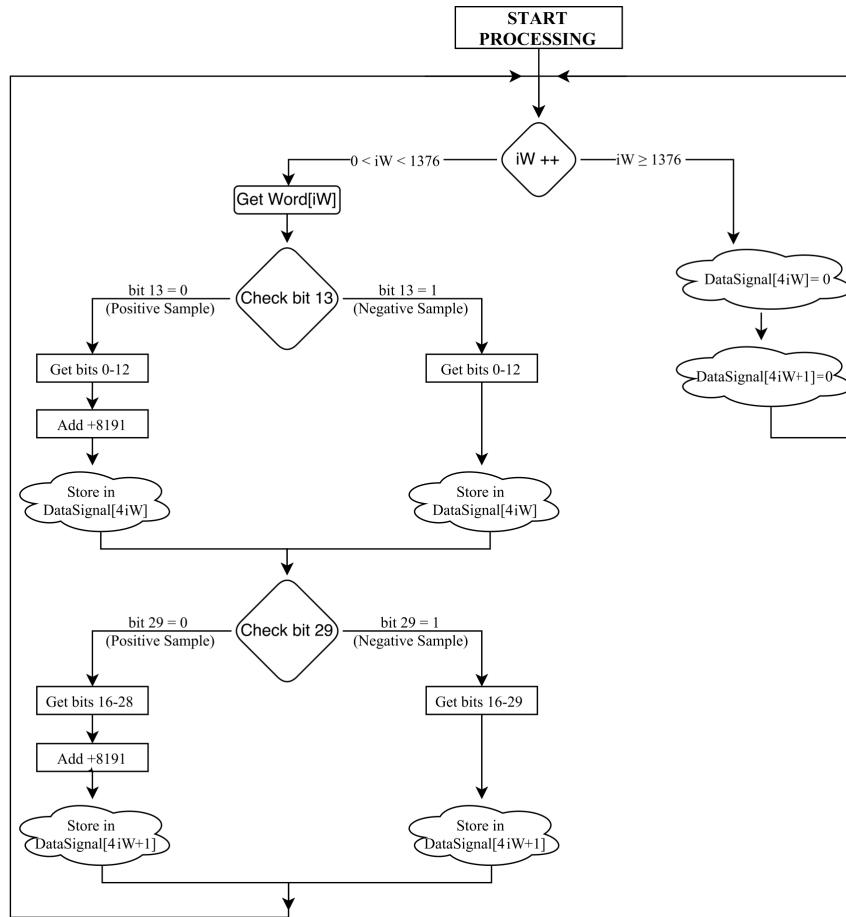 START
PROCESSING
iW ++
0 < iW < 1376
iW ≥ 1376
Get Word[iW]
DataSignal[4iW]= 0
Check bit 13
bit 13 = 0
(Positive Sample)
bit 13 = 1
(Negative Sample)
DataSignal[4iW+1]=0
Get bits 0-12
Get bits 0-12
Add +8191
Store in
DataSignal[4iW]
Store in
DataSignal[4iW]
Check bit 29
bit 29 = 0
(Positive Sample)
bit 29 = 1
(Negative Sample)
Get bits 16-28
Get bits 16-29
Add +8191
Store in
DataSignal[4iW+1]
Store in
DataSignal[4iW+1]